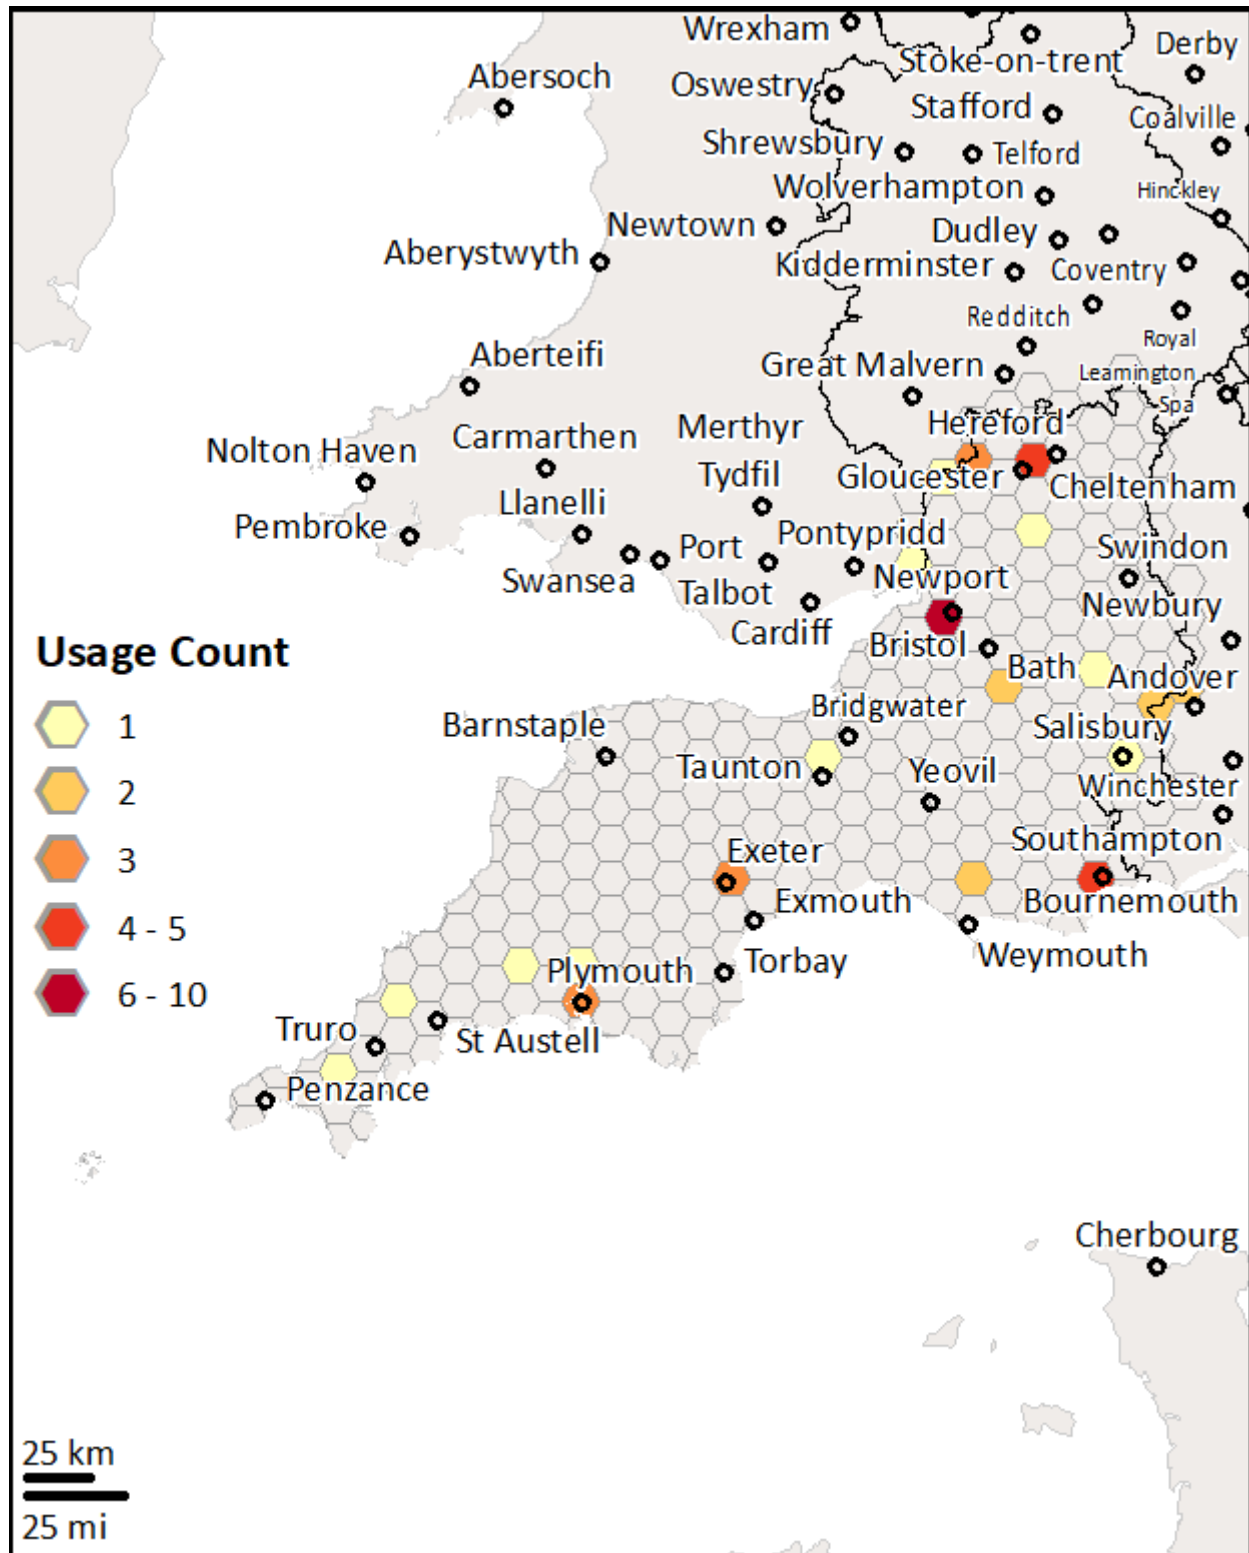 Wrexham
Derby
Stoke-on-trent
Abersoch
Oswestry
Stafford
Coalville
Shrewsbury
Telford
Wolverhampton
Hinckley
Newtown
Dudley
Aberystwyth
Kidderminster
Coventry
Redditch
Royal
Leamington
Spa
Aberteifi
Great Malvern
Hereford
Merthyr
Tydfil
Carmarthen
Nolton Haven
Gloucester
Cheltenham
Llanelli
Pembroke
Pontypridd
Port
Talbot
Swindon
Swansea
Newport
Newbury
Cardiff
Bristol
Usage Count
Bath
Andover
1
Barnstaple
Bridgwater
Salisbury
Taunton
Yeovil
Winchester
2
Southampton
Exeter
3
Exmouth
Bournemouth
4 - 5
Weymouth
Torbay
Plymouth
6 - 10
Truro
St Austell
Penzance
Cherbourg
25 km
25 mi